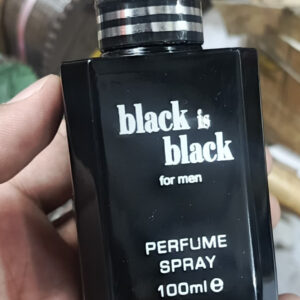 black is
black
for men
PERFUME
SPRAY
100ml e